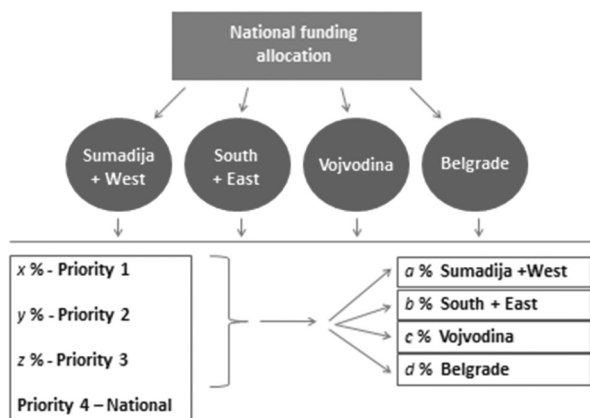 National funding
allocation
Sumadija
+ West
South
+ East
Vojvodina
Belgrade
x % - Priority 1
y % - Priority 2
z % - Priority 3
Priority 4 – National
a % Sumadija +West
b % South + East
c % Vojvodina
d % Belgrade